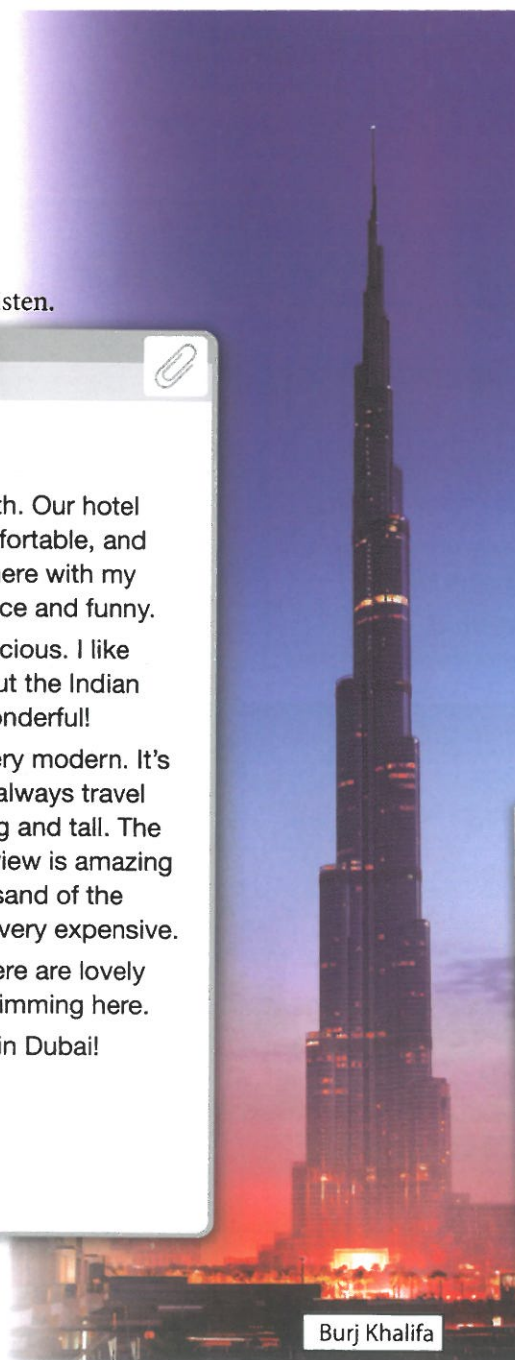 sten.
th. Our hotel
fortable, and
here with my
ce and funny.
cious. I like
ut the Indian
onderful!
ery modern. It's
always travel
g and tall. The
view is amazing
sand of the
very expensive.
ere are lovely
imming here.
in Dubai!
Burj Khalifa